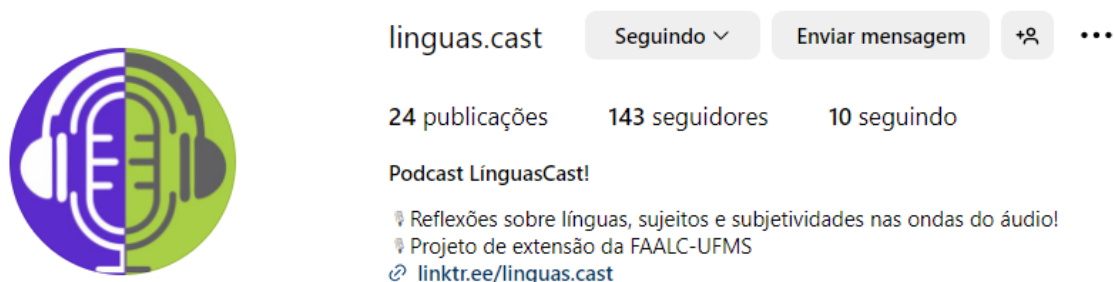 linguas.cast Seguindo Enviar mensagem
24 publicações 143 seguidores 10 seguindo
Podcast LínguasCast!
🎙Reflexões sobre línguas, sujeitos e subjetividades nas ondas do áudio!
🎙Projeto de extensão da FAALC-UFMS
linktr.ee/linguas.cast